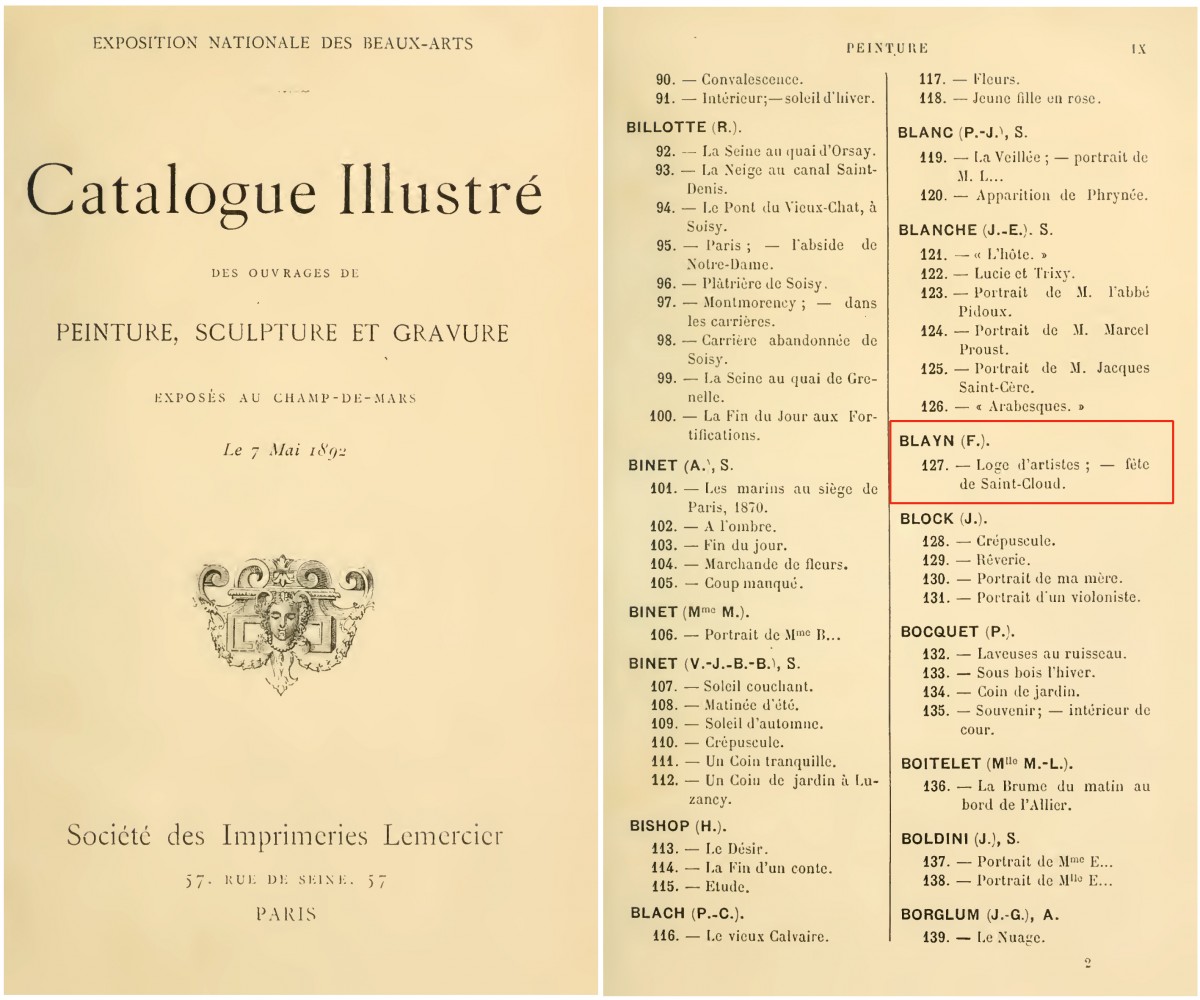 EXPOSITION NATIONALE DES BEAUX-ARTS
Catalogue Illustré
DES OUVRAGES DE
PEINTURE, SCULPTURE ET GRAVURE
EXPOSÉS AU CHAMP-DE-MARS
Le 7 Mai 1892
Société des Imprimeries Lemercier
57. RUE DE SEINE. 57
PARIS
PEINTURE
IX
90. — Convalescence.
91. — Intérieur; — soleil d'hiver.
BILLOTTE (R.).
92. — La Seine au quai d'Orsay.
93. — La Neige au canal Saint-
Denis.
94. — Le Pont du Vieux-Chat, à
Soisy.
95. — Paris ; — l'abside de
Notre-Dame.
96. — Plâtrière de Soisy.
97. — Montmorency ; — dans
les carrières.
98. — Carrière abandonnée de
Soisy.
99. — La Seine au quai de Gre-
nelle.
100. — La Fin du Jour aux For-
tifications.
BINET (A.), S.
101. — Les marins au siège de
Paris, 1870.
102. — A l'ombre.
103. — Fin du jour.
104. — Marchande de fleurs.
105. — Coup manqué.
BINET (Mme M.).
106. — Portrait de Mme B...
BINET (V.-J.-B.-B.), S.
107. — Soleil couchant.
108. — Matinée d'été.
109. — Soleil d'automne.
110. — Crépuscule.
111. — Un Coin tranquille.
112. — Un Coin de jardin à Lu-
zancy.
BISHOP (H.).
113. — Le Désir.
114. — La Fin d'un conte.
115. — Etude.
BLACH (P.-C.).
116. — Le vieux Calvaire.
117. — Fleurs.
118. — Jeune fille en rose.
BLANC (P.-J.), S.
119. — La Veillée ; — portrait de
M. L...
120. — Apparition de Phrynée.
BLANCHE (J.-E.). S.
121. — « L'hôte. »
122. — Lucie et Trixy.
123. — Portrait de M. l'abbé
Pidoux.
124. — Portrait de M. Marcel
Proust.
125. — Portrait de M. Jacques
Saint-Cère.
126. — « Arabesques. »
BLAYN (F.).
127. — Loge d'artistes ; — fête
de Saint-Cloud.
BLOCK (J.).
128. — Crépuscule.
129. — Rêverie.
130. — Portrait de ma mère.
131. — Portrait d'un violoniste.
BOCQUET (P.).
132. — Laveuses au ruisseau.
133. — Sous bois l'hiver.
134. — Coin de jardin.
135. — Souvenir; — intérieur de
cour.
BOITELET (Mlle M.-L.).
136. — La Brume du matin au
bord de l'Allier.
BOLDINI (J.), S.
137. — Portrait de Mme E...
138. — Portrait de Mlle E...
BORGLUM (J.-G.), A.
139. — Le Nuage.
2